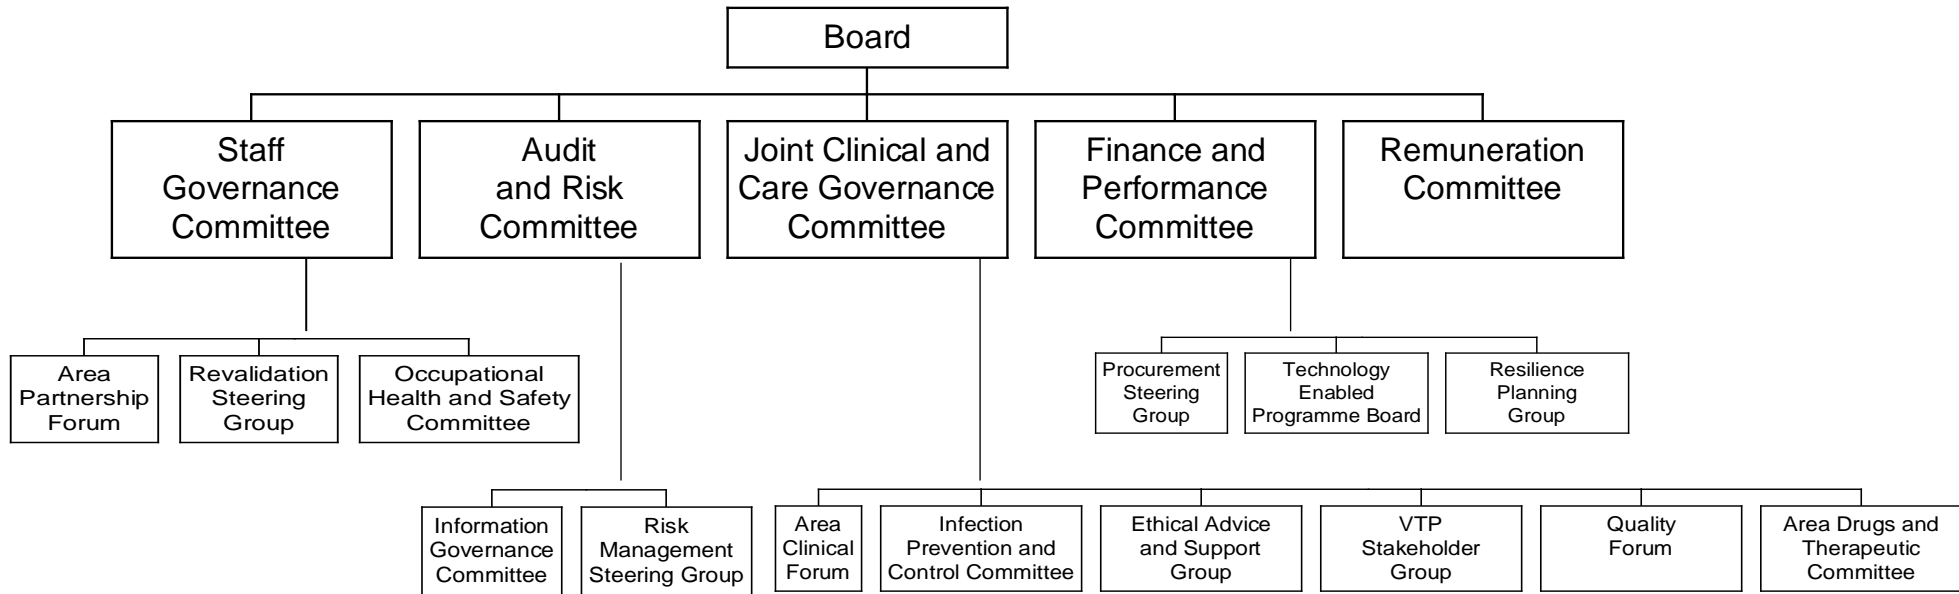 Board
Staff
Governance
Committee
Audit
and Risk
Committee
Joint Clinical and
Care Governance
Committee
Finance and
Performance
Committee
Remuneration
Committee
Area
Partnership
Forum
Revalidation
Steering
Group
Occupational
Health and Safety
Committee
Procurement
Steering
Group
Technology
Enabled
Programme Board
Resilience
Planning
Group
Information
Governance
Committee
Risk
Management
Steering Group
Area
Clinical
Forum
Infection
Prevention and
Control Committee
Ethical Advice
and Support
Group
VTP
Stakeholder
Group
Quality
Forum
Area Drugs and
Therapeutic
Committee